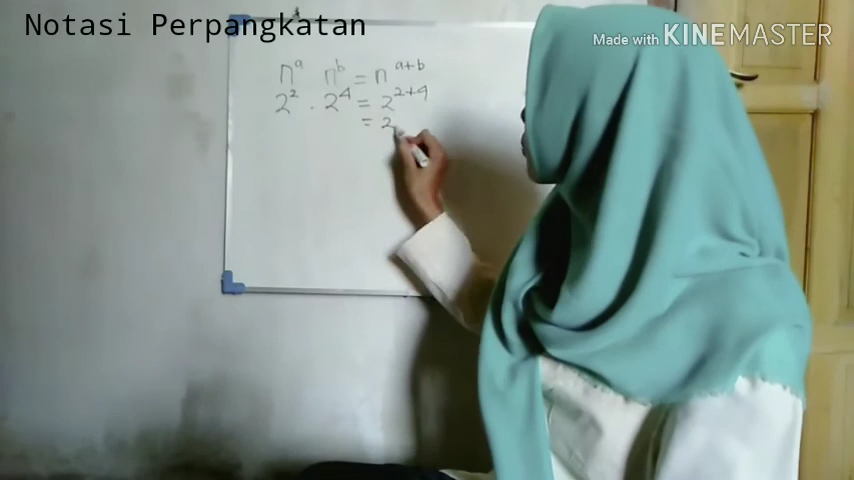 Notasi Perpangkatan
Made with KINEMASTER
n^a n^b = n^{a+b}
2^2 . 2^4 = 2^{2+4}
= 2